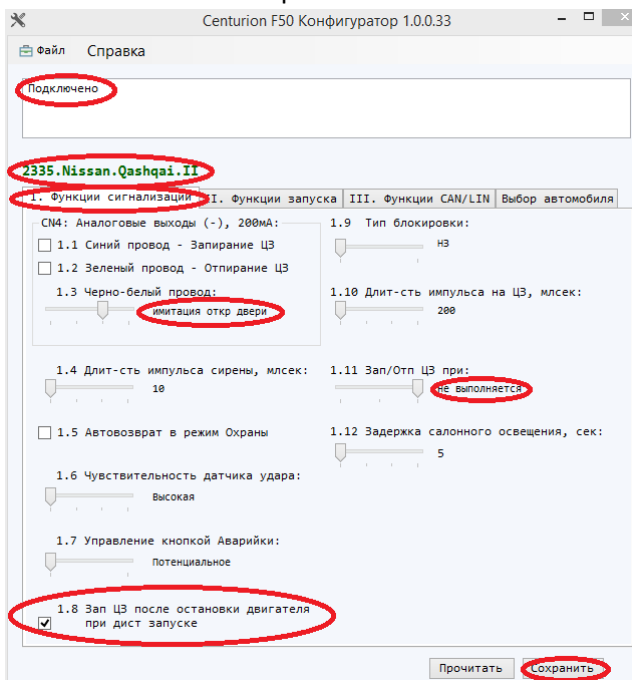 Centurion F50 Конфигуратор 1.0.0.33
Файл Справка
Подключено
2335.Nissan.Qashqai.II
I. Функции сигнализации II. Функции запуска III. Функции CAN/LIN Выбор автомобиля
CN4: Аналоговые выходы (-), 200мА:
1.1 Синий провод - Запирание ЦЗ
1.2 Зеленый провод - Отпирание ЦЗ
1.3 Черно-белый провод:
имитация откр двери
1.4 Длит-сть импульса сирены, млсек:
10
1.5 Автовозврат в режим Охраны
1.6 Чувствительность датчика удара:
Высокая
1.7 Управление кнопкой Аварийки:
Потенциальное
1.8 Зап ЦЗ после остановки двигателя
при дист запуске
1.9 Тип блокировки:
НЗ
1.10 Длит-сть импульса на ЦЗ, млсек:
200
1.11 Зап/Отп ЦЗ при:
не выполняется
1.12 Задержка салонного освещения, сек:
5
Прочитать Сохранить